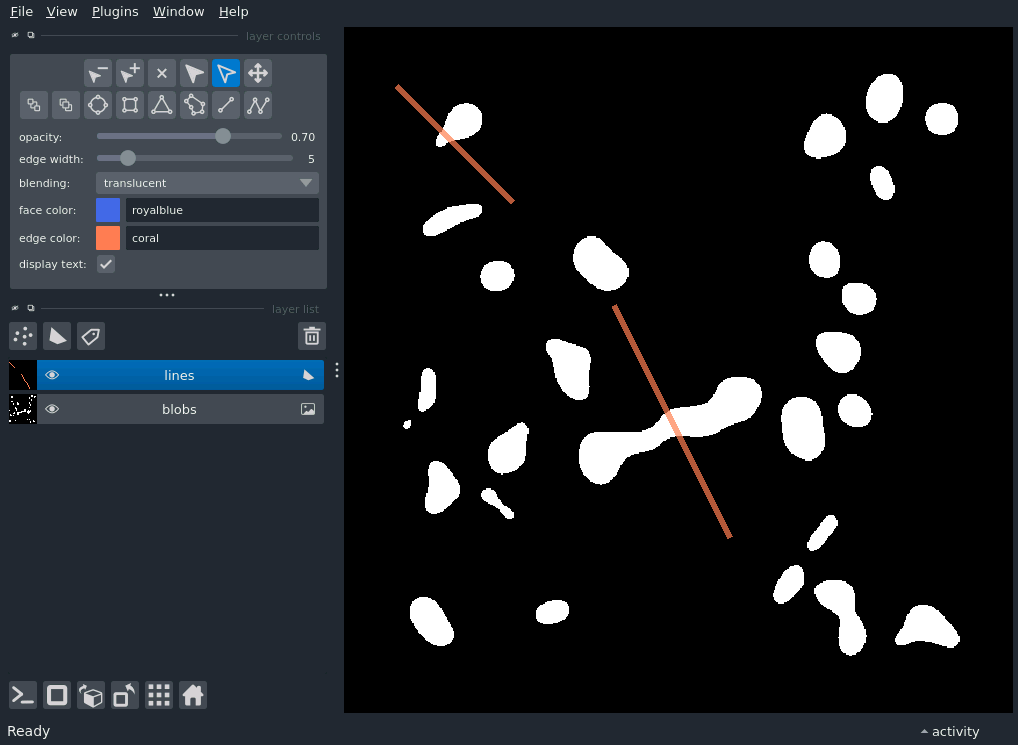 File View Plugins Window Help
layer controls
opacity: 0.70
edge width: 5
blending: translucent
face color: royalblue
edge color: coral
display text:
layer list
lines
blobs
Ready activity